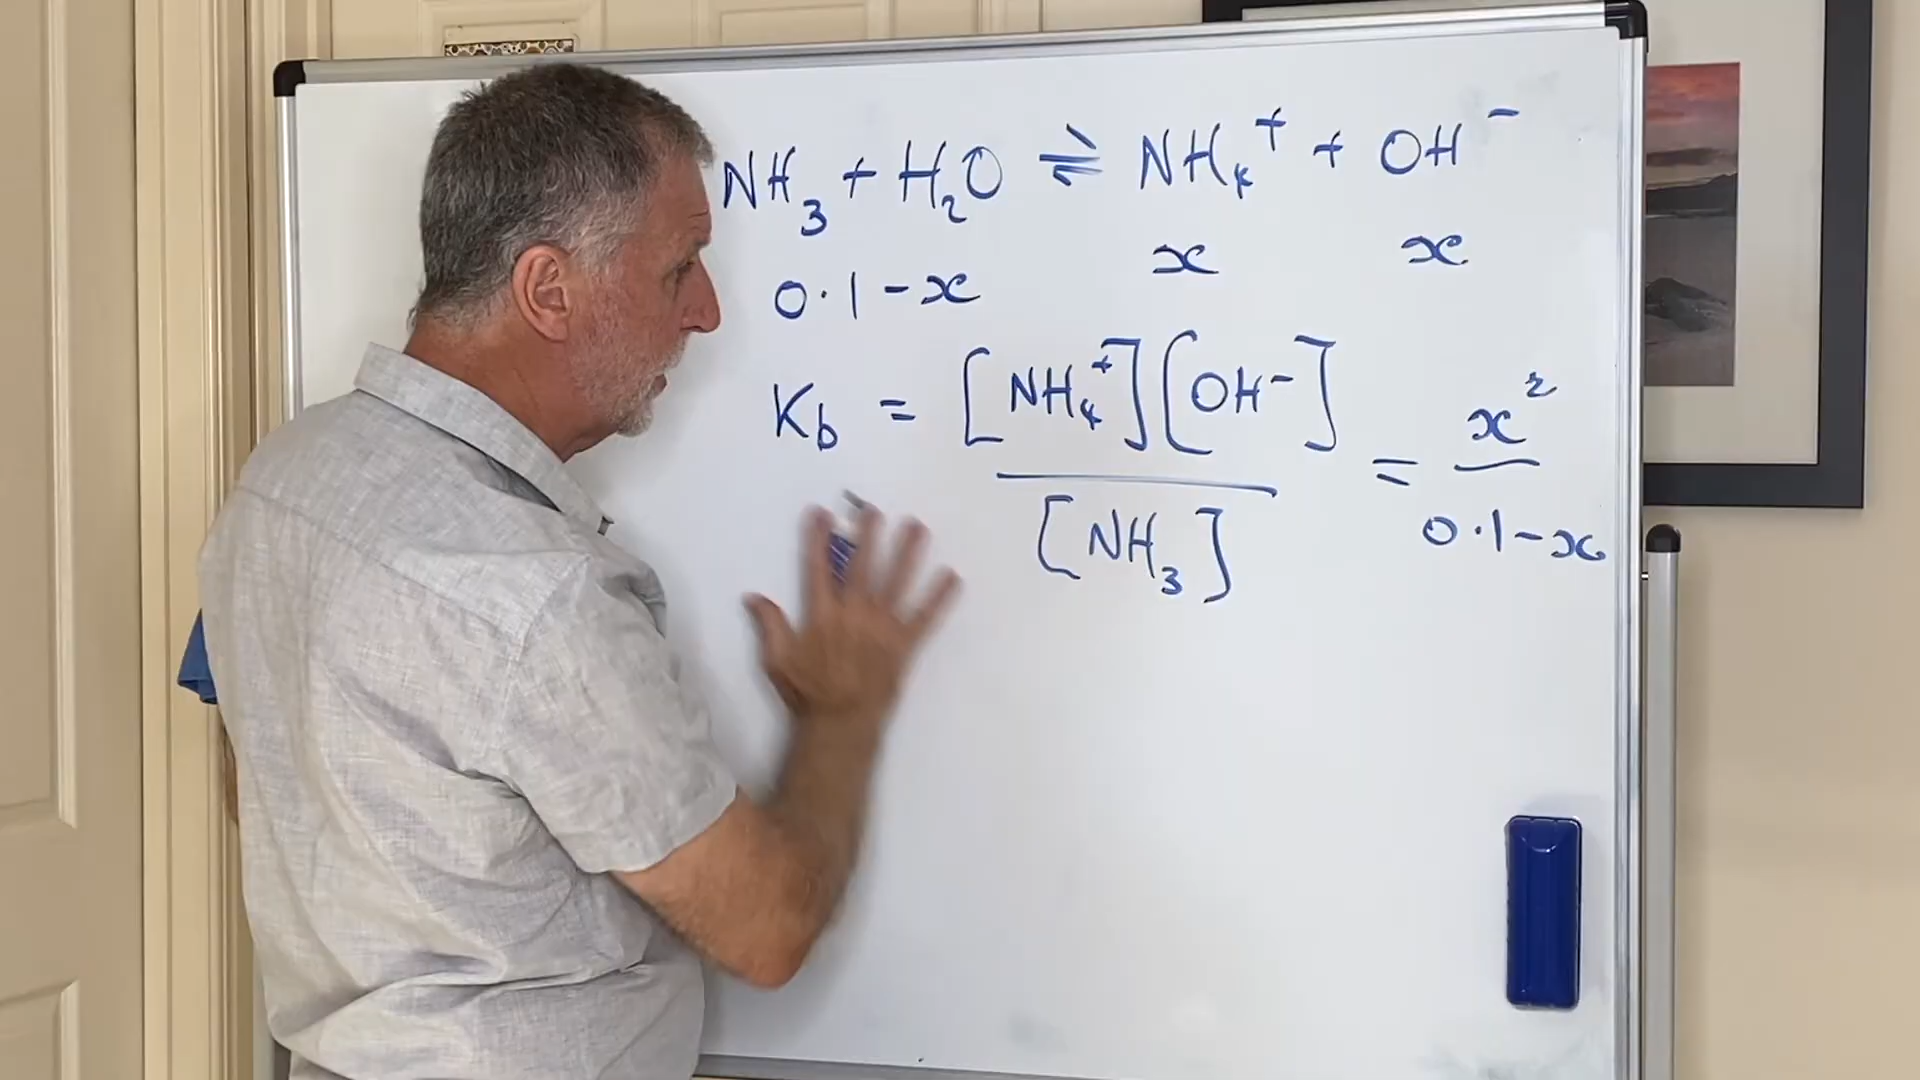 NH₃ + H₂O ⇌ NH₄⁺ + OH⁻
0.1-x x x
Kb = [NH₄⁺][OH⁻] / [NH₃] = x² / 0.1-x